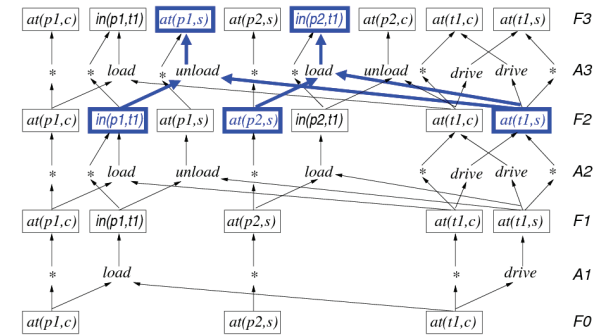 at(p1,c) in(p1,t1) at(p1,s) at(p2,s) in(p2,t1) at(p2,c) at(t1,c) at(t1,s) F3
* * load * unload * * load unload * drive drive * A3
at(p1,c) in(p1,t1) at(p1,s) at(p2,s) in(p2,t1) at(t1,c) at(t1,s) F2
* * load unload * load * drive drive * A2
at(p1,c) in(p1,t1) at(p2,s) at(t1,c) at(t1,s) F1
* load * * drive A1
at(p1,c) at(p2,s) at(t1,c) F0